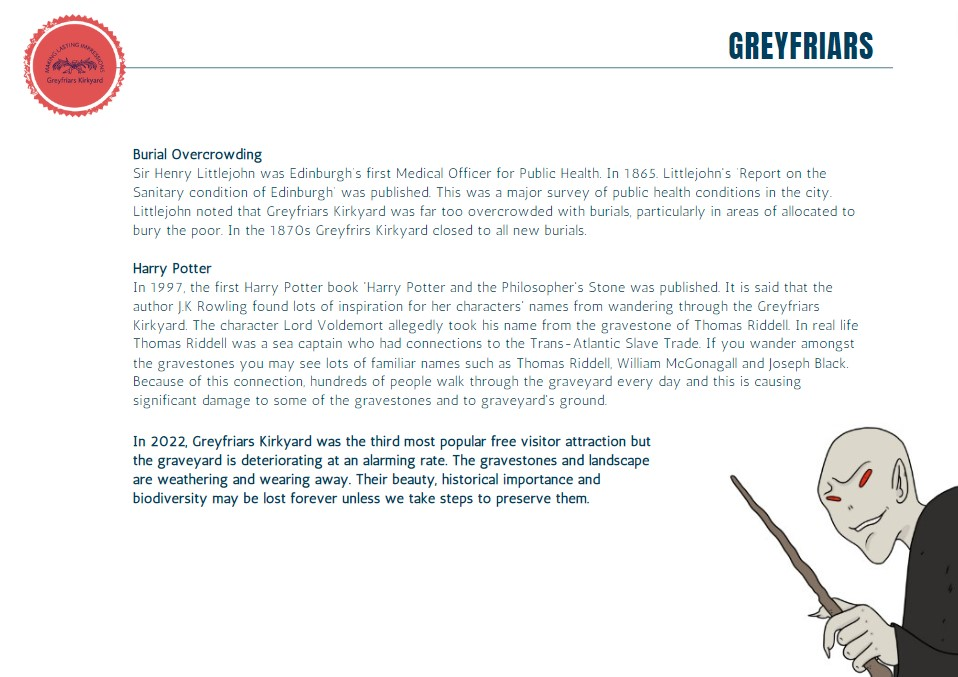 MAKING LASTING IMPRESSIONS
Greyfriars Kirkyard
GREYFRIARS
Burial Overcrowding
Sir Henry Littlejohn was Edinburgh's first Medical Officer for Public Health. In 1865. Littlejohn's 'Report on the
Sanitary condition of Edinburgh' was published. This was a major survey of public health conditions in the city.
Littlejohn noted that Greyfriars Kirkyard was far too overcrowded with burials, particularly in areas of allocated to
bury the poor. In the 1870s Greyfrirs Kirkyard closed to all new burials.
Harry Potter
In 1997, the first Harry Potter book 'Harry Potter and the Philosopher's Stone was published. It is said that the
author J.K Rowling found lots of inspiration for her characters' names from wandering through the Greyfriars
Kirkyard. The character Lord Voldemort allegedly took his name from the gravestone of Thomas Riddell. In real life
Thomas Riddell was a sea captain who had connections to the Trans-Atlantic Slave Trade. If you wander amongst
the gravestones you may see lots of familiar names such as Thomas Riddell, William McGonagall and Joseph Black.
Because of this connection, hundreds of people walk through the graveyard every day and this is causing
significant damage to some of the gravestones and to graveyard's ground.
In 2022, Greyfriars Kirkyard was the third most popular free visitor attraction but
the graveyard is deteriorating at an alarming rate. The gravestones and landscape
are weathering and wearing away. Their beauty, historical importance and
biodiversity may be lost forever unless we take steps to preserve them.